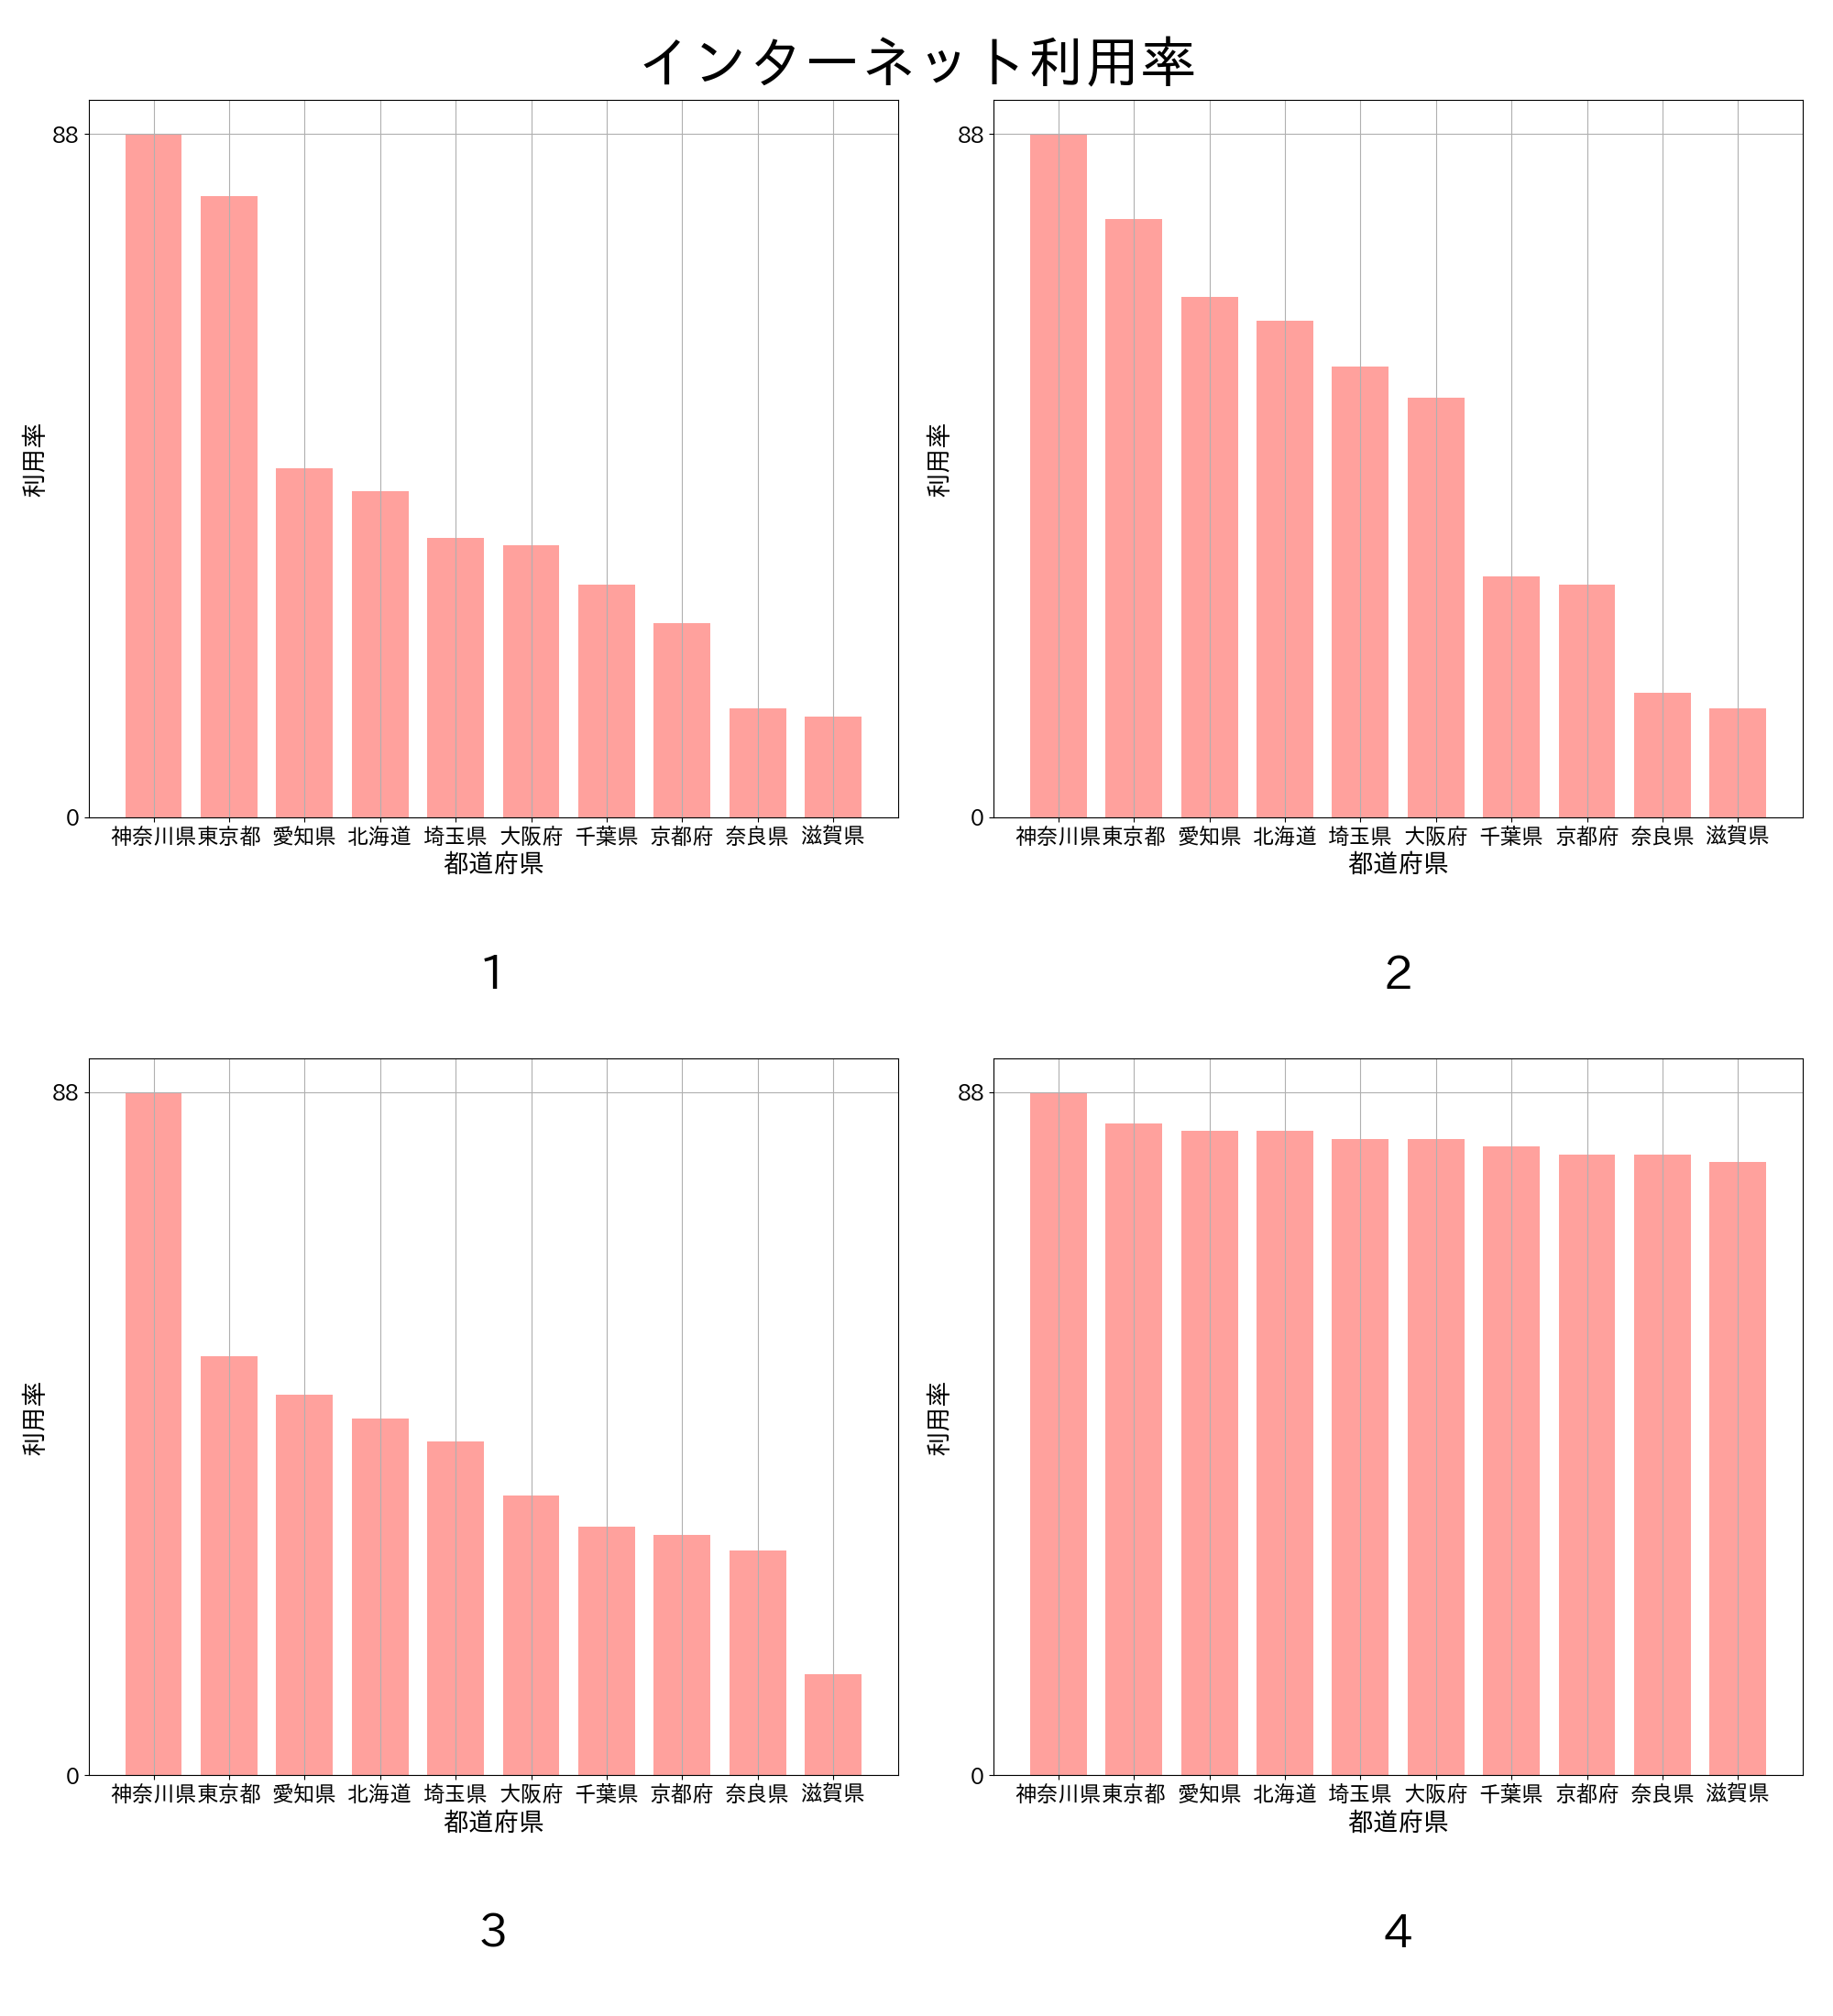 インターネット利用率
88
0
利用率
神奈川県 東京都 愛知県 北海道 埼玉県 大阪府 千葉県 京都府 奈良県 滋賀県
都道府県
1
88
0
利用率
神奈川県 東京都 愛知県 北海道 埼玉県 大阪府 千葉県 京都府 奈良県 滋賀県
都道府県
2
88
0
利用率
神奈川県 東京都 愛知県 北海道 埼玉県 大阪府 千葉県 京都府 奈良県 滋賀県
都道府県
3
88
0
利用率
神奈川県 東京都 愛知県 北海道 埼玉県 大阪府 千葉県 京都府 奈良県 滋賀県
都道府県
4